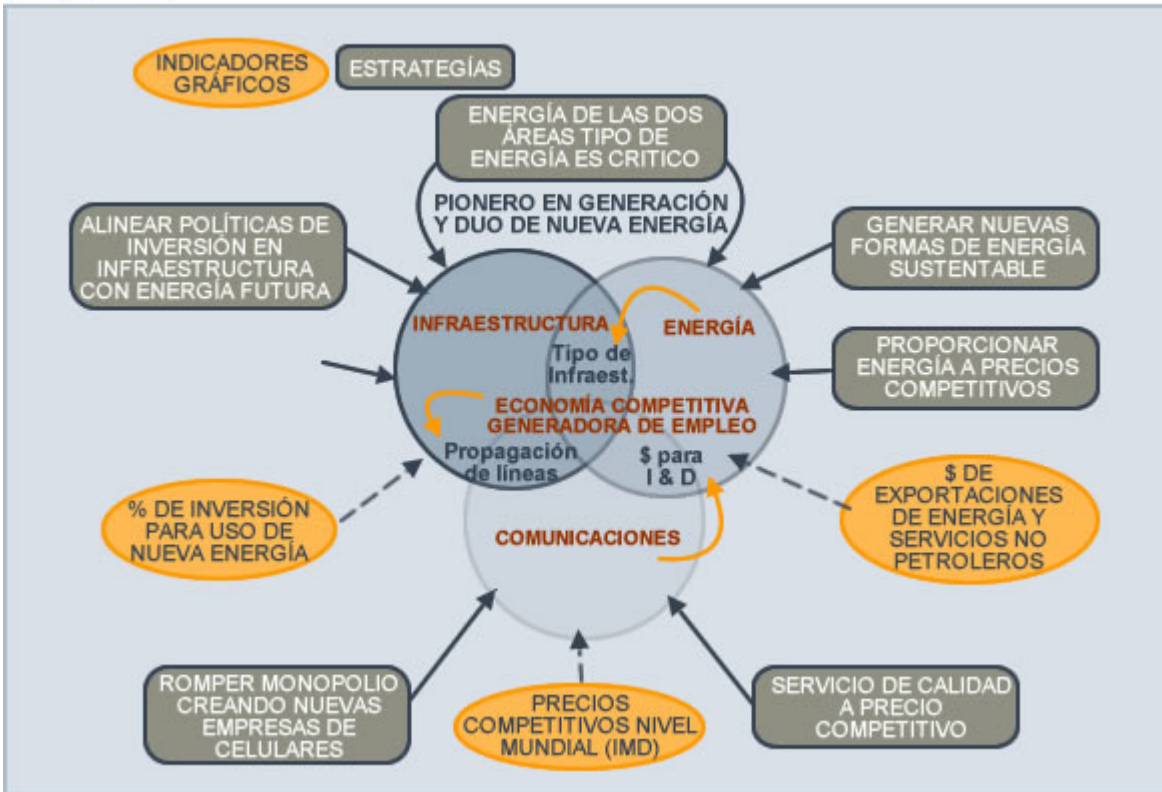 INDICADORES
GRÁFICOS
ESTRATEGÍAS
ENERGÍA DE LAS DOS
ÁREAS TIPO DE
ENERGÍA ES CRITICO
PIONERO EN GENERACIÓN
Y DUO DE NUEVA ENERGÍA
ALINEAR POLÍTICAS DE
INVERSIÓN EN
INFRAESTRUCTURA
CON ENERGÍA FUTURA
GENERAR NUEVAS
FORMAS DE ENERGÍA
SUSTENTABLE
INFRAESTRUCTURA
ENERGÍA
Tipo de
Infraest.
PROPORCIONAR
ENERGÍA A PRECIOS
COMPETITIVOS
ECONOMÍA COMPETITIVA
GENERADORA DE EMPLEO
Propagación
de líneas
$ para
I & D
% DE INVERSIÓN
PARA USO DE
NUEVA ENERGÍA
$ DE
EXPORTACIONES
DE ENERGÍA Y
SERVICIOS NO
PETROLEROS
COMUNICACIONES
ROMPER MONOPOLIO
CREANDO NUEVAS
EMPRESAS DE
CELULARES
PRECIOS
COMPETITIVOS NIVEL
MUNDIAL (IMD)
SERVICIO DE CALIDAD
A PRECIO
COMPETITIVO